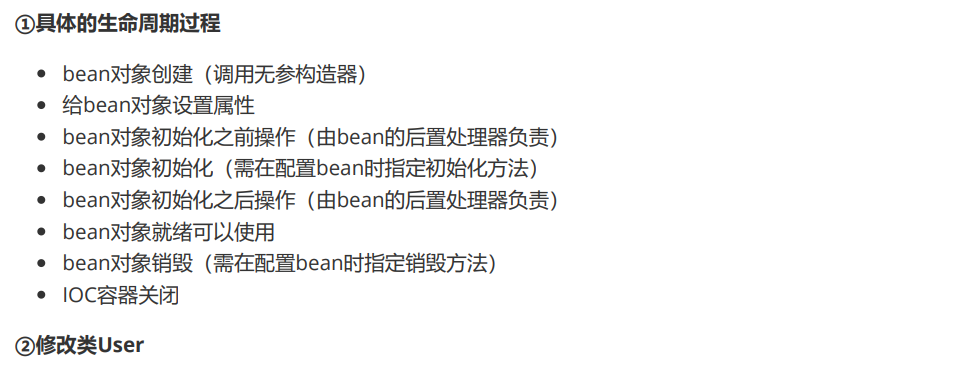 ①具体的生命周期过程
bean对象创建（调用无参构造器）
给bean对象设置属性
bean对象初始化之前操作（由bean的后置处理器负责）
bean对象初始化（需在配置bean时指定初始化方法）
bean对象初始化之后操作（由bean的后置处理器负责）
bean对象就绪可以使用
bean对象销毁（需在配置bean时指定销毁方法）
IOC容器关闭
②修改类User